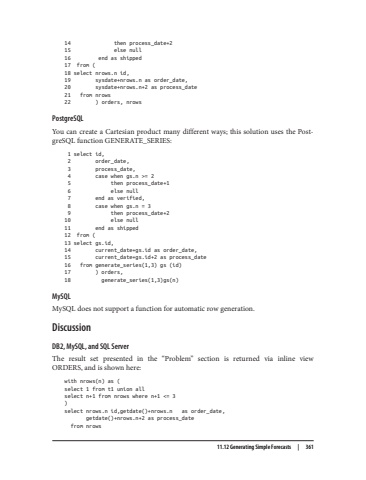 14 then process_date+2
15 else null
16 end as shipped
17 from (
18 select nrows.n id,
19 sysdate+nrows.n as order_date,
20 sysdate+nrows.n+2 as process_date
21 from nrows
22 ) orders, nrows
PostgreSQL
You can create a Cartesian product many different ways; this solution uses the Post-
greSQL function GENERATE_SERIES:
1 select id,
2 order_date,
3 process_date,
4 case when gs.n >= 2
5 then process_date+1
6 else null
7 end as verified,
8 case when gs.n = 3
9 then process_date+2
10 else null
11 end as shipped
12 from (
13 select gs.id,
14 current_date+gs.id as order_date,
15 current_date+gs.id+2 as process_date
16 from generate_series(1,3) gs (id)
17 ) orders,
18 generate_series(1,3)gs(n)
MySQL
MySQL does not support a function for automatic row generation.
Discussion
DB2, MySQL, and SQL Server
The result set presented in the “Problem” section is returned via inline view
ORDERS, and is shown here:
with nrows(n) as (
select 1 from t1 union all
select n+1 from nrows where n+1 <= 3
)
select nrows.n id,getdate()+nrows.n as order_date,
getdate()+nrows.n+2 as process_date
from nrows
11.12 Generating Simple Forecasts | 361